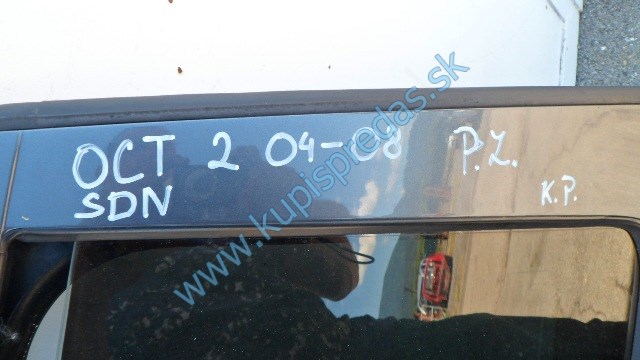 OCT 2 04-08 P.Z.
SDN K.P.
www.kupispredas.sk